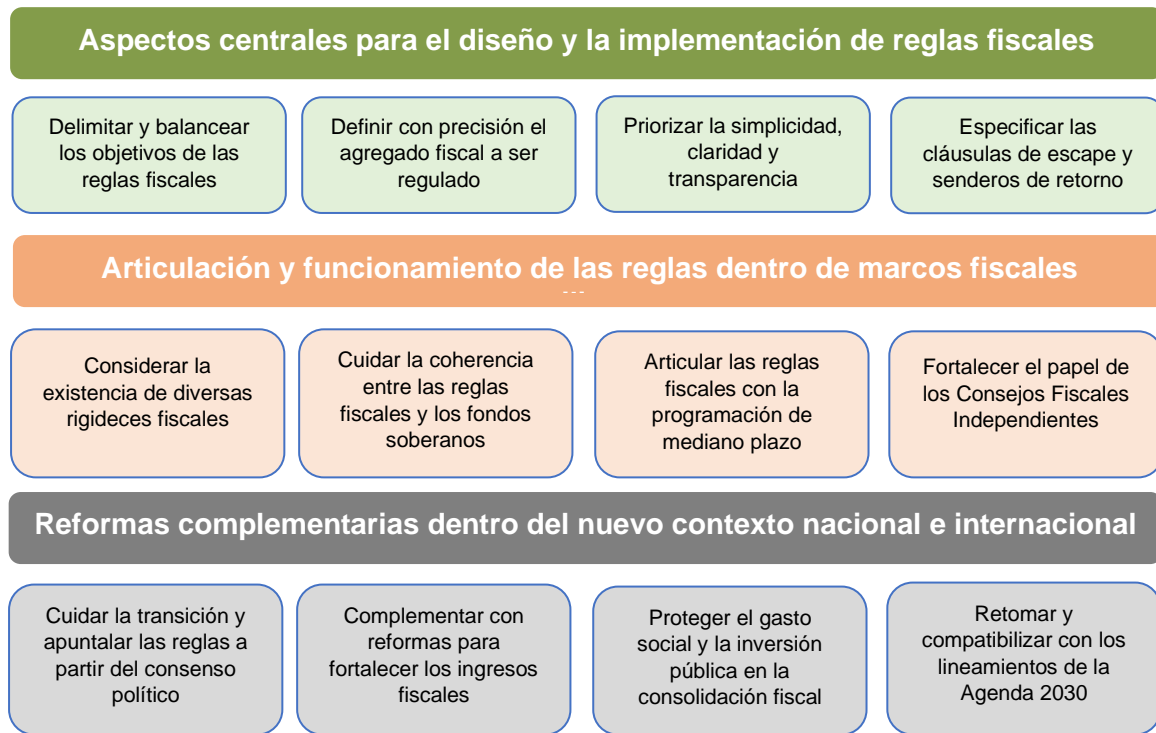 Aspectos centrales para el diseño y la implementación de reglas fiscales
Delimitar y balancear
los objetivos de las
reglas fiscales
Definir con precisión el
agregado fiscal a ser
regulado
Priorizar la simplicidad,
claridad y
transparencia
Especificar las
cláusulas de escape y
senderos de retorno
Articulación y funcionamiento de las reglas dentro de marcos fiscales
Considerar la
existencia de diversas
rigideces fiscales
Cuidar la coherencia
entre las reglas
fiscales y los fondos
soberanos
Articular las reglas
fiscales con la
programación de
mediano plazo
Fortalecer el papel de
los Consejos Fiscales
Independientes
Reformas complementarias dentro del nuevo contexto nacional e internacional
Cuidar la transición y
apuntalar las reglas a
partir del consenso
político
Complementar con
reformas para
fortalecer los ingresos
fiscales
Proteger el gasto
social y la inversión
pública en la
consolidación fiscal
Retomar y
compatibilizar con los
lineamientos de la
Agenda 2030